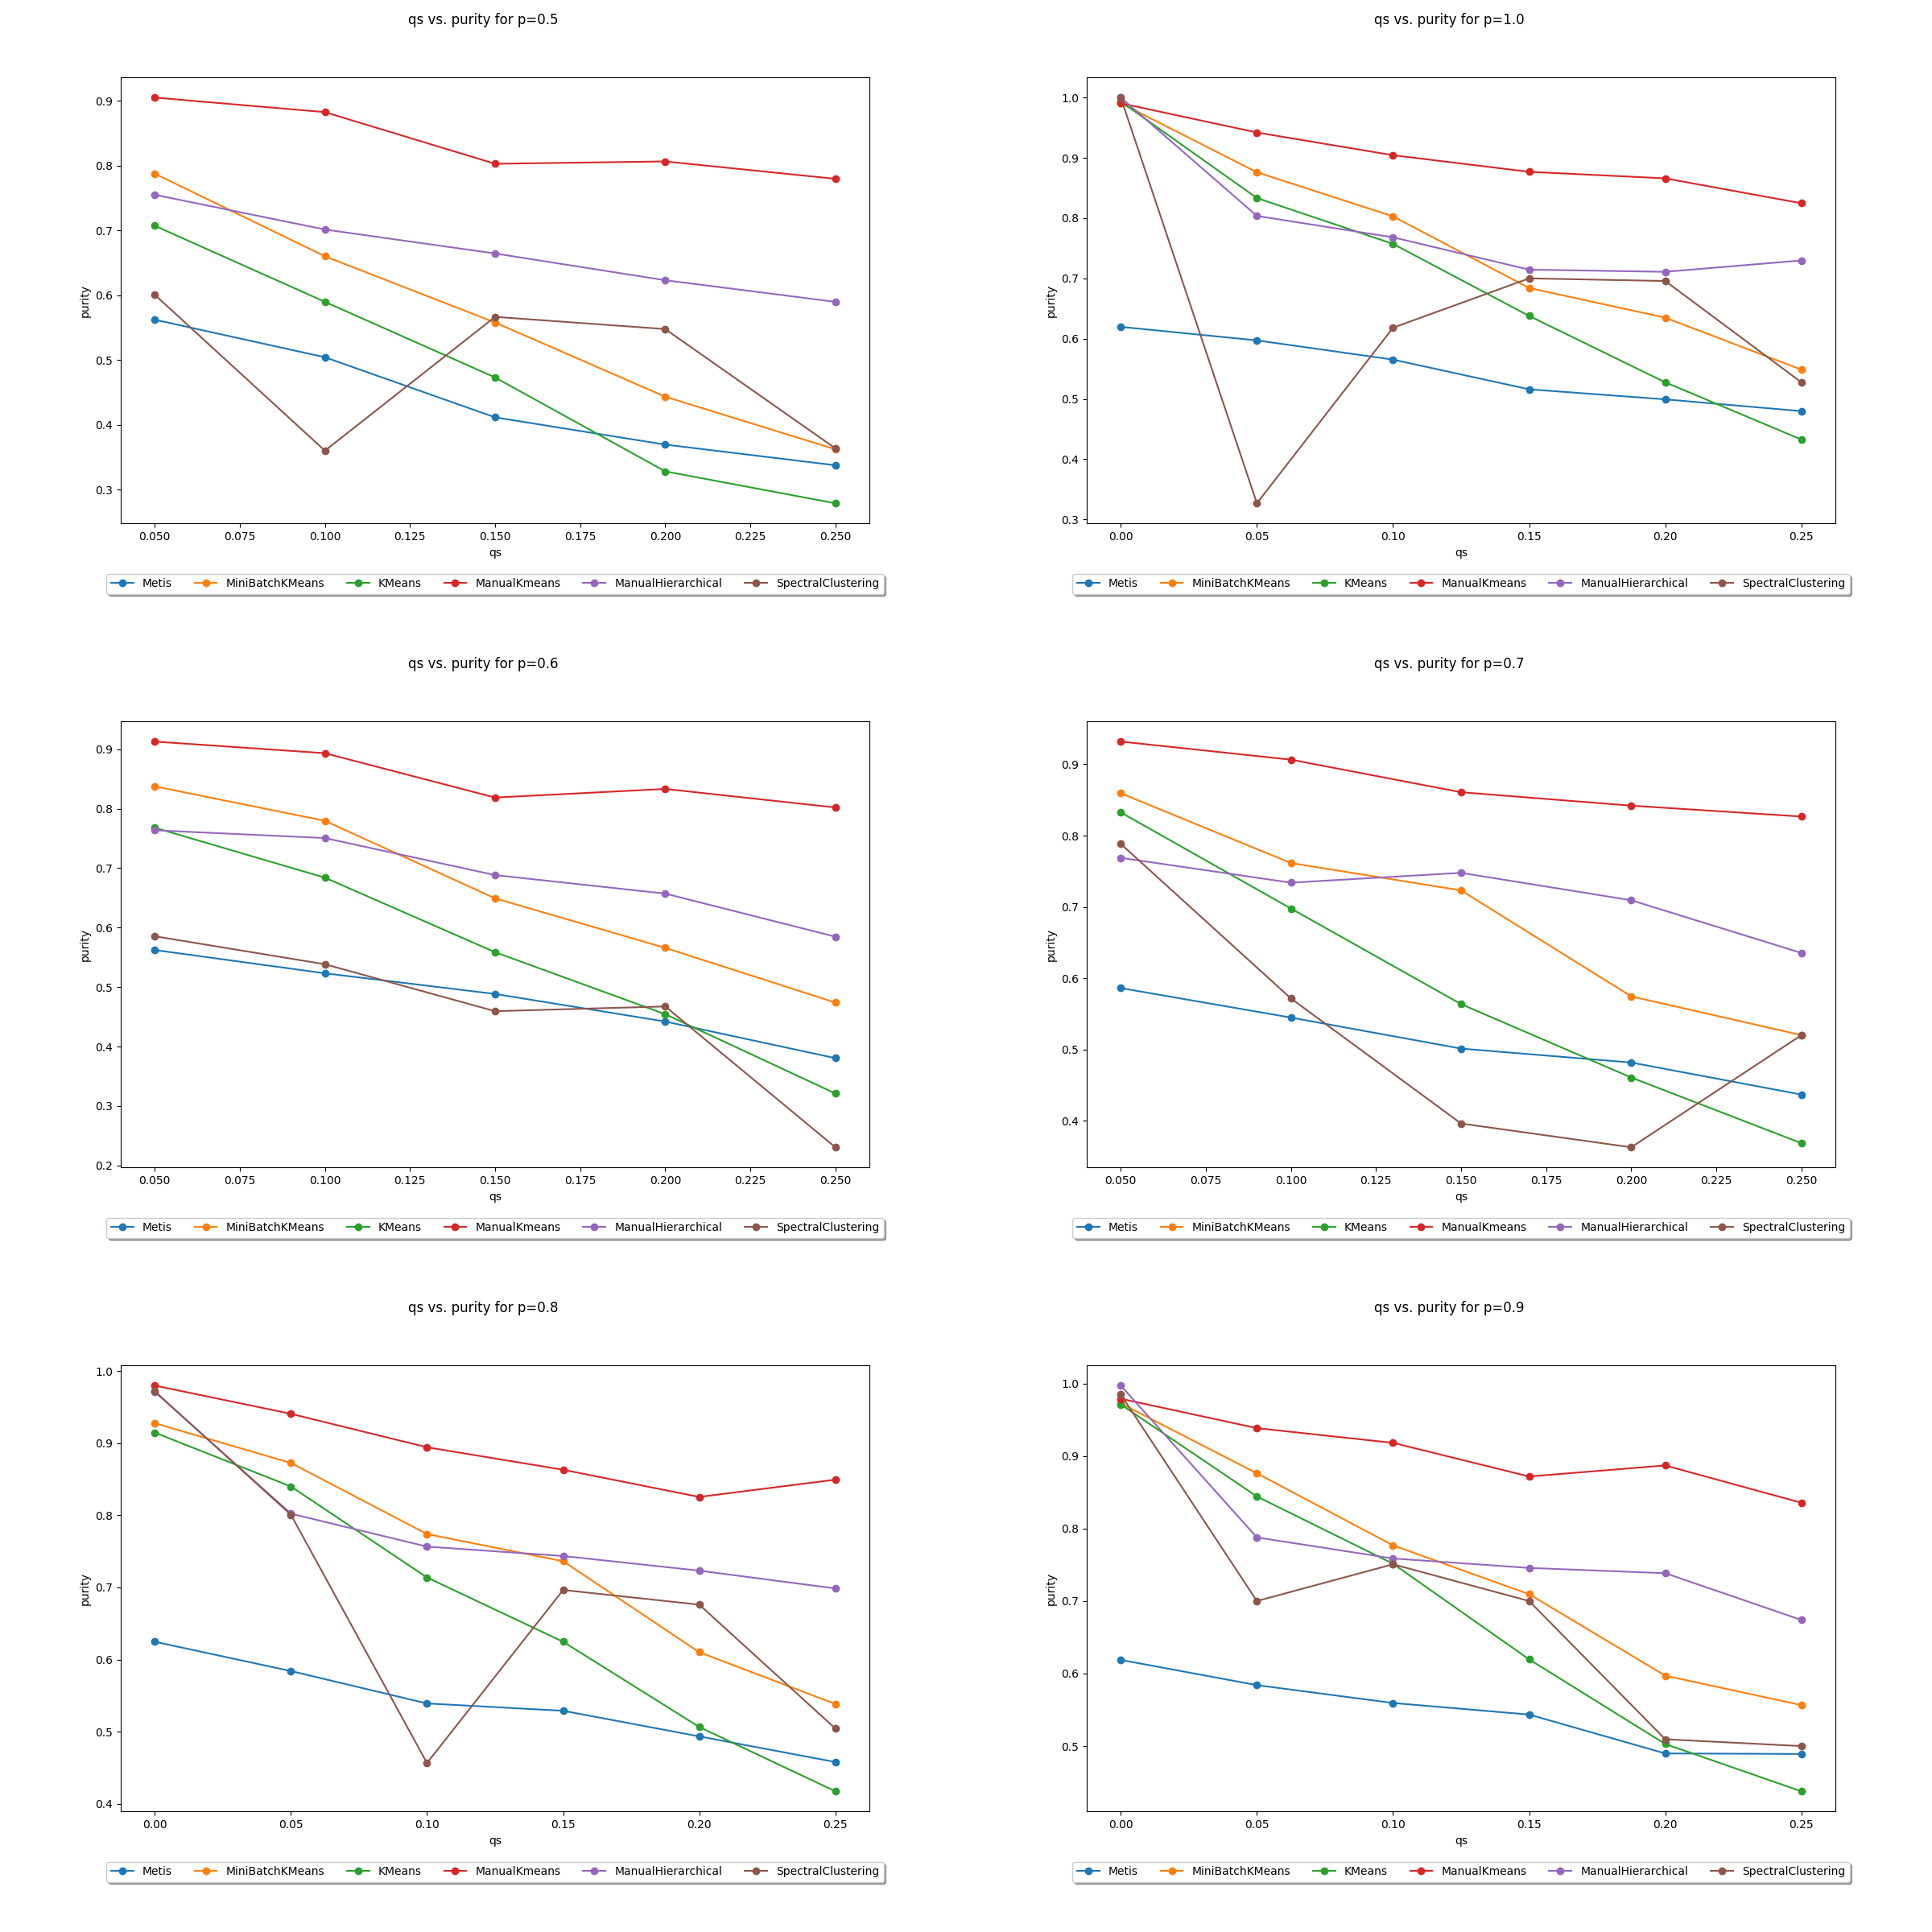 qs vs. purity for p=0.5
0.9
0.8
0.7
0.6
0.5
0.4
0.3
purity
0.050 0.075 0.100 0.125 0.150 0.175 0.200 0.225 0.250
qs
Metis MiniBatchKMeans KMeans ManualKmeans ManualHierarchical SpectralClustering
qs vs. purity for p=1.0
1.0
0.9
0.8
0.7
0.6
0.5
0.4
0.3
purity
0.00 0.05 0.10 0.15 0.20 0.25
qs
Metis MiniBatchKMeans KMeans ManualKmeans ManualHierarchical SpectralClustering
qs vs. purity for p=0.6
0.9
0.8
0.7
0.6
0.5
0.4
0.3
0.2
purity
0.050 0.075 0.100 0.125 0.150 0.175 0.200 0.225 0.250
qs
Metis MiniBatchKMeans KMeans ManualKmeans ManualHierarchical SpectralClustering
qs vs. purity for p=0.7
0.9
0.8
0.7
0.6
0.5
0.4
purity
0.050 0.075 0.100 0.125 0.150 0.175 0.200 0.225 0.250
qs
Metis MiniBatchKMeans KMeans ManualKmeans ManualHierarchical SpectralClustering
qs vs. purity for p=0.8
1.0
0.9
0.8
0.7
0.6
0.5
0.4
purity
0.00 0.05 0.10 0.15 0.20 0.25
qs
Metis MiniBatchKMeans KMeans ManualKmeans ManualHierarchical SpectralClustering
qs vs. purity for p=0.9
1.0
0.9
0.8
0.7
0.6
0.5
purity
0.00 0.05 0.10 0.15 0.20 0.25
qs
Metis MiniBatchKMeans KMeans ManualKmeans ManualHierarchical SpectralClustering